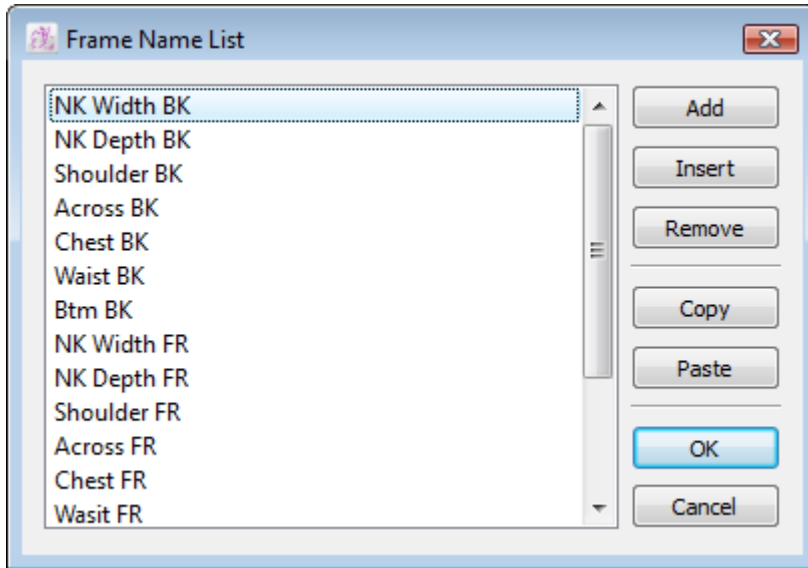 Frame Name List
NK Width BK
NK Depth BK
Shoulder BK
Across BK
Chest BK
Waist BK
Btm BK
NK Width FR
NK Depth FR
Shoulder FR
Across FR
Chest FR
Wasit FR
Add
Insert
Remove
Copy
Paste
OK
Cancel